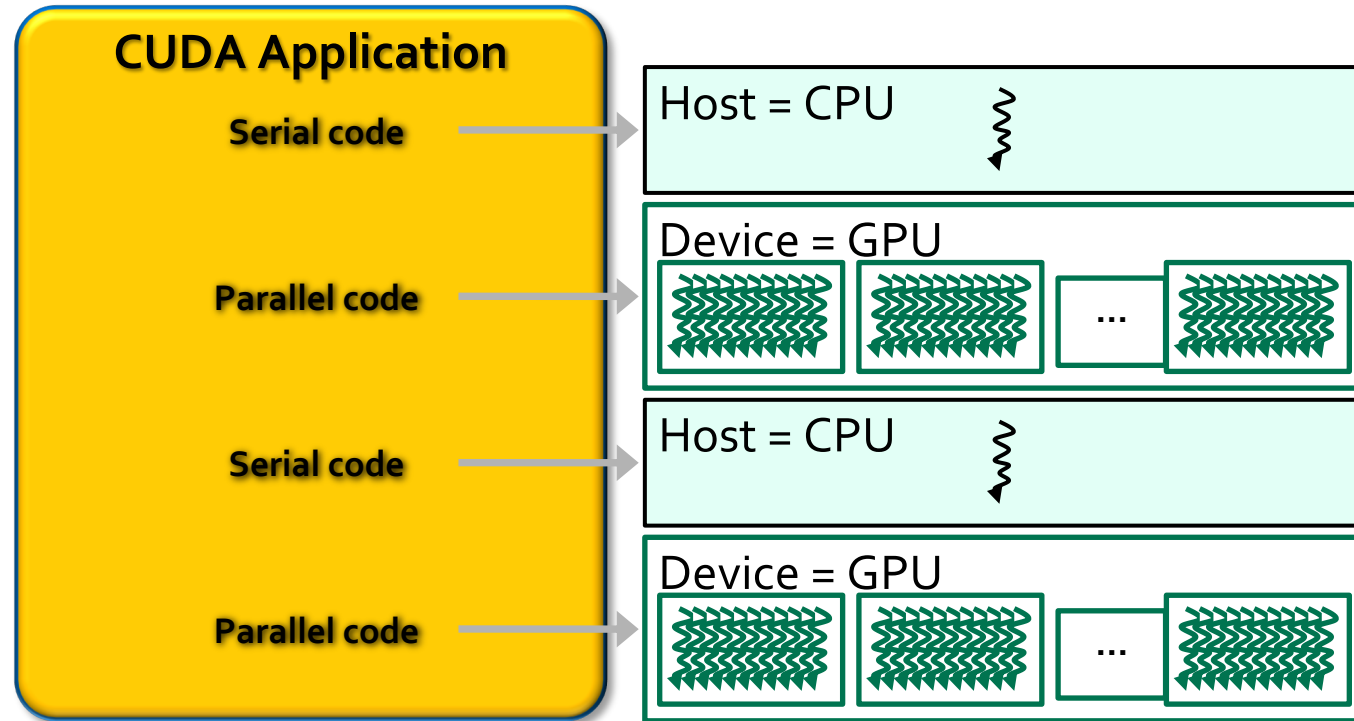 CUDA Application
Serial code
Host = CPU
Parallel code
Device = GPU
...
Serial code
Host = CPU
Parallel code
Device = GPU
...